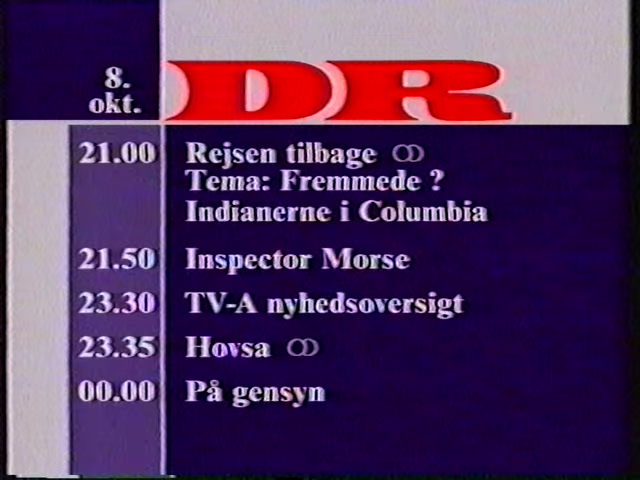 8.
okt.
DR
21.00 Rejsen tilbage
Tema: Fremmede ?
Indianerne i Columbia
21.50 Inspector Morse
23.30 TV-A nyhedsoversigt
23.35 Hovsa
00.00 På gensyn